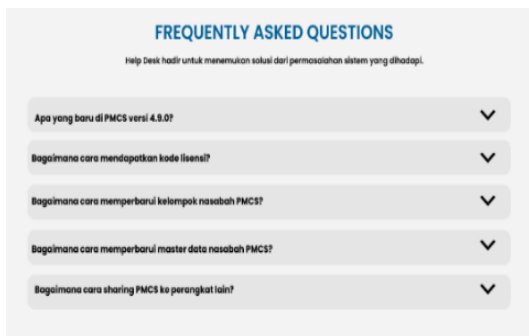 FREQUENTLY ASKED QUESTIONS
Help Desk hadir untuk menemukan solusi dari permasalahan sistem yang dihadapi.
Apa yang baru di PMCS versi 4.9.0?
Bagaimana cara mendapatkan kode lisensi?
Bagaimana cara memperbarui kelompok nasabah PMCS?
Bagaimana cara memperbarui master data nasabah PMCS?
Bagaimana cara sharing PMCS ke perangkat lain?